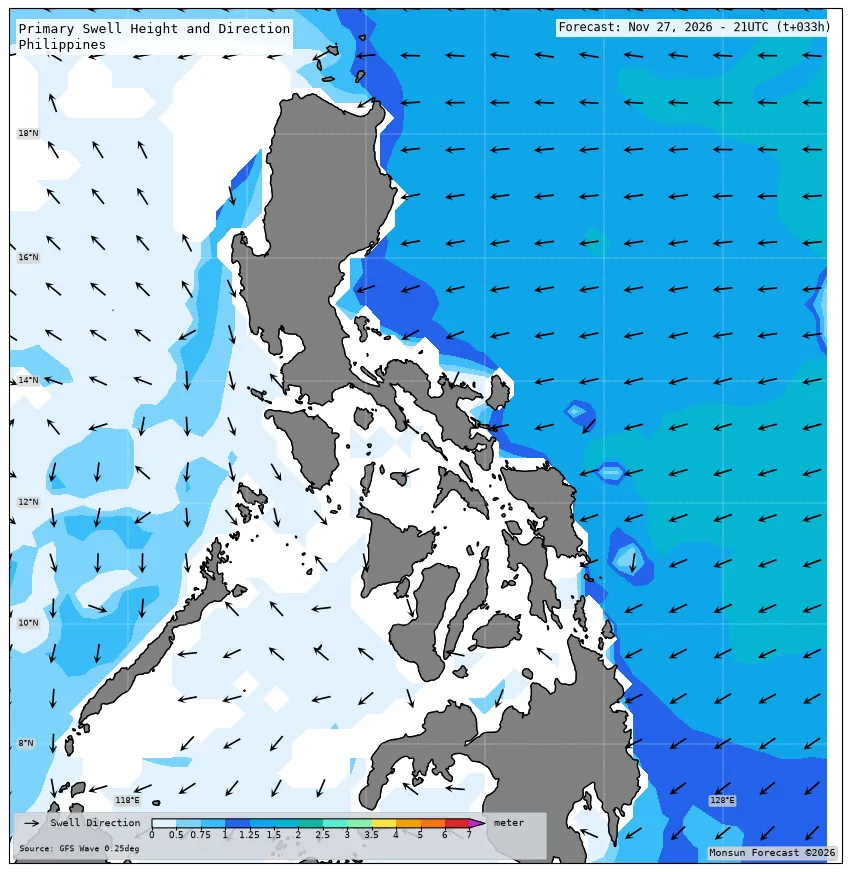 Primary Swell Height and Direction
Philippines
Forecast: Nov 27, 2026 - 21UTC (t+033h)
18°N
16°N
14°N
12°N
10°N
8°N
118°E
128°E
Swell Direction
meter
0 0.5 0.75 1 1.25 1.5 2 2.5 3 3.5 4 5 6 7
Source: GFS Wave 0.25deg
Monsun Forecast ©2026